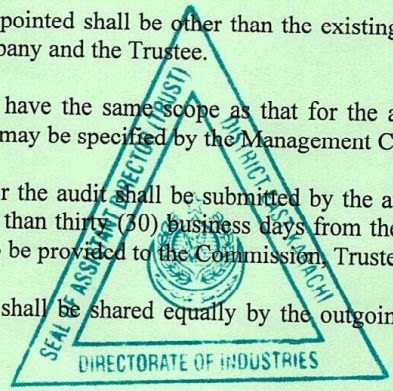 pointed shall be other than the existing
pany and the Trustee.
have the same scope as that for the a
may be specified by the Management C
r the audit shall be submitted by the a
than thirty (30) business days from the
be provided to the Commission, Truste
shall be shared equally by the outgoin
SEAL OF ASSISTANT DIRECTOR (TRUST)
DISTRICT EAST KARACHI
DIRECTORATE OF INDUSTRIES